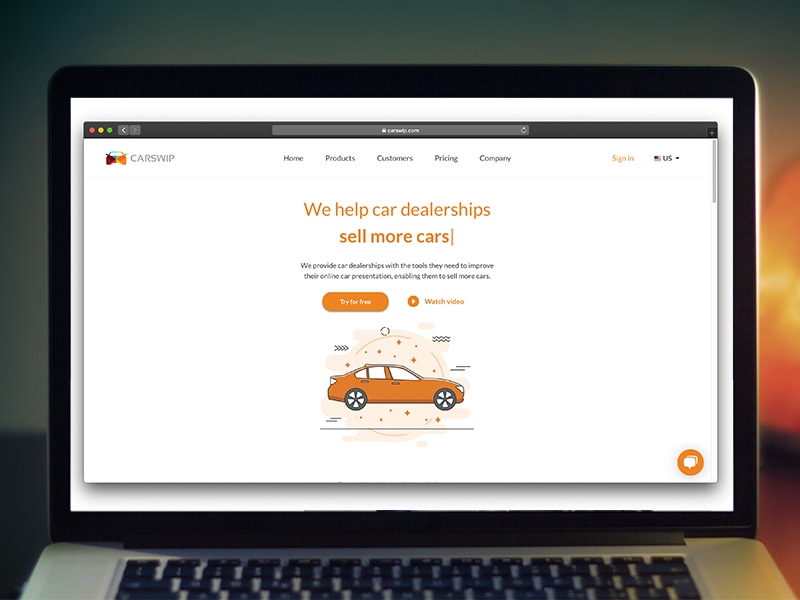 carswip.com
CARSWIP
Home
Products
Customers
Pricing
Company
Sign in
US
We help car dealerships
sell more cars|
We provide car dealerships with the tools they need to improve
their online car presentation, enabling them to sell more cars.
Try for free
Watch video